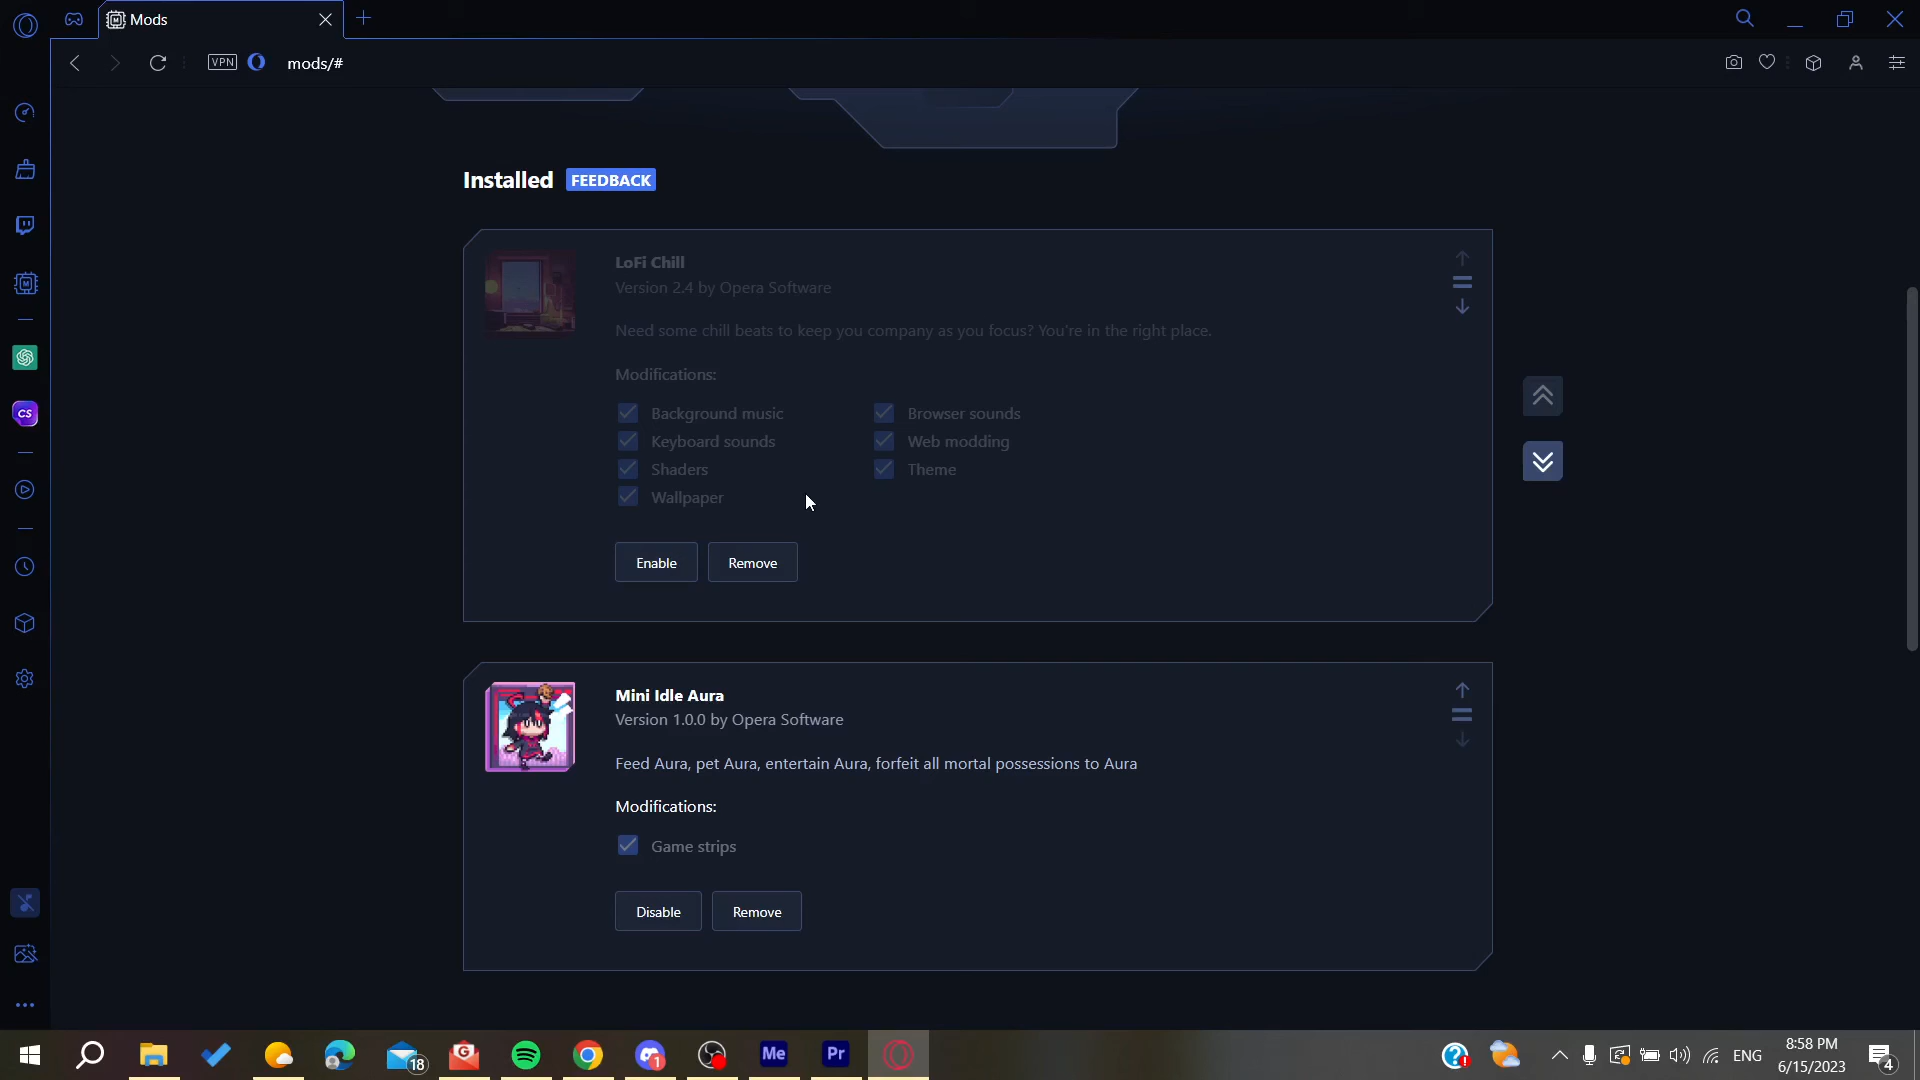 Mods
VPN
mods/#
Installed FEEDBACK
LoFi Chill
Version 2.4 by Opera Software
Need some chill beats to keep you company as you focus? You're in the right place.
Modifications:
Background music Browser sounds
Keyboard sounds Web modding
Shaders Theme
Wallpaper
Enable Remove
Mini Idle Aura
Version 1.0.0 by Opera Software
Feed Aura, pet Aura, entertain Aura, forfeit all mortal possessions to Aura
Modifications:
Game strips
Disable Remove
CS
M
18
G
1
Me
Pr
ENG
8:58 PM
6/15/2023
4